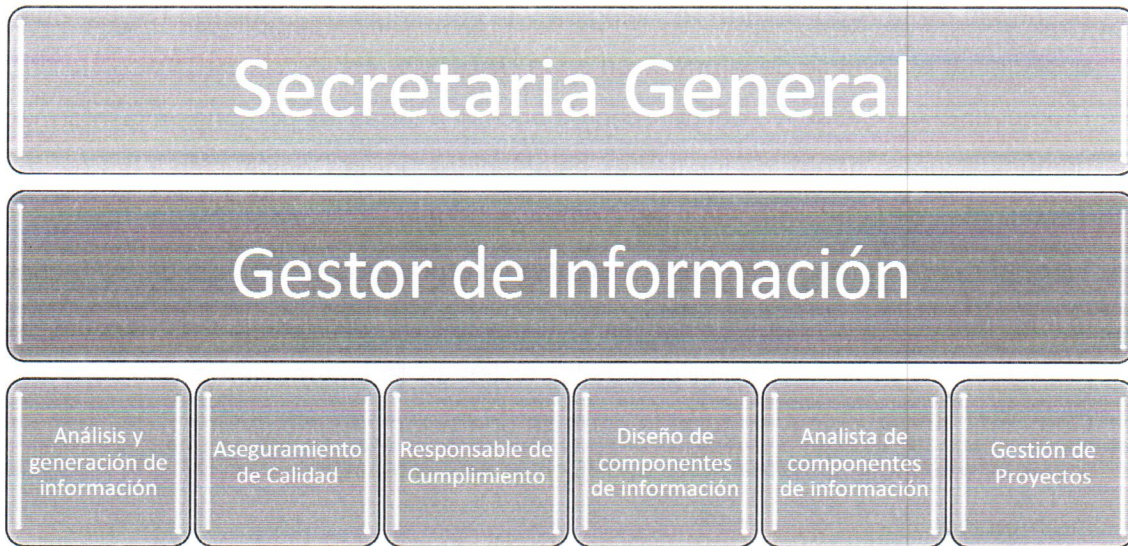 Secretaria General
Gestor de Información
Análisis y
generación de
información
Aseguramiento
de Calidad
Responsable de
Cumplimiento
Diseño de
componentes
de información
Analista de
componentes
de información
Gestión de
Proyectos